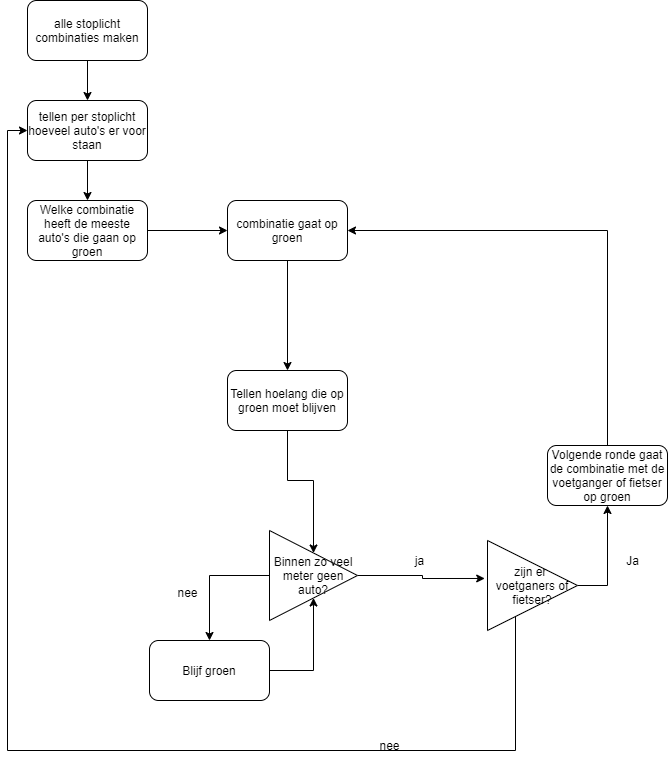 alle stoplicht
combinaties maken
tellen per stoplicht
hoeveel auto's er voor
staan
Welke combinatie
heeft de meeste
auto's die gaan op
groen
combinatie gaat op
groen
Tellen hoelang die op
groen moet blijven
Volgende ronde gaat
de combinatie met de
voetganger of fietser
op groen
Binnen zo veel
meter geen
auto?
ja
zijn er
voetganers of
fietser?
Ja
nee
Blijf groen
nee